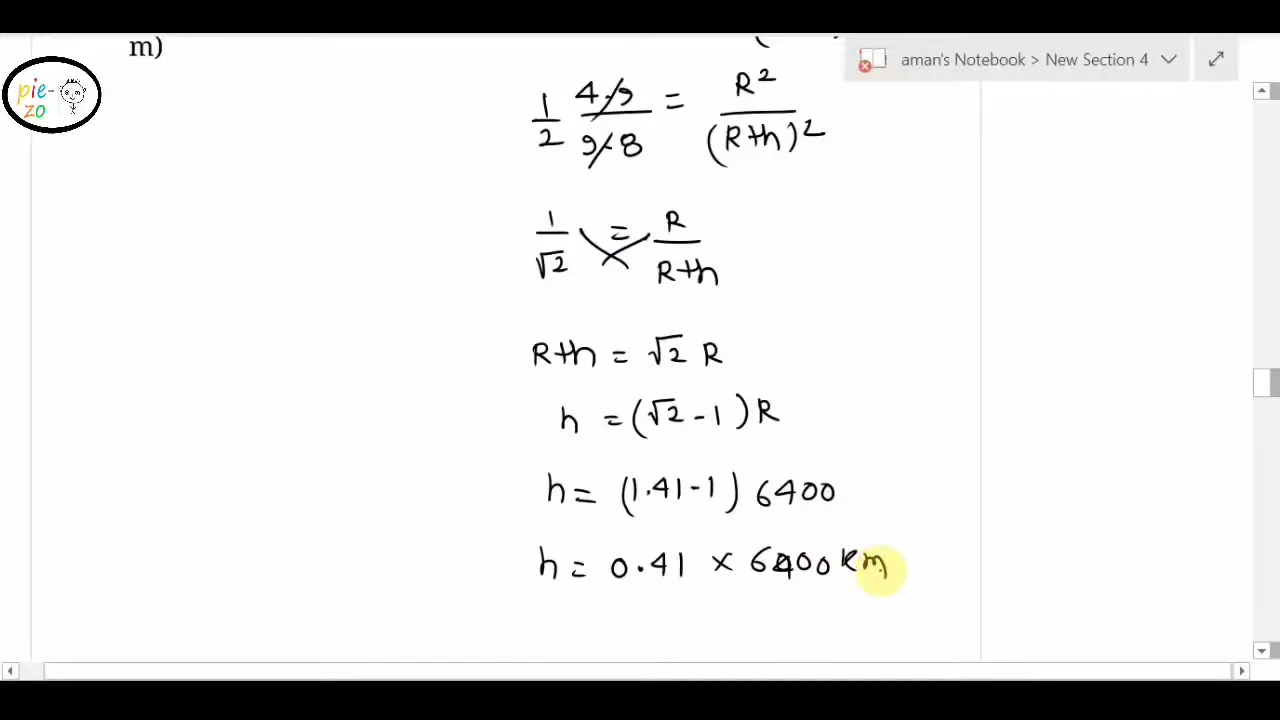 m)
pie-
zo
aman's Notebook > New Section 4
1/2 4.9/9.8 = R²/(R+h)²
1/√2 = R/R+h
R+h = √2 R
h = (√2 - 1) R
h = (1.41 - 1) 6400
h = 0.41 × 6400 km